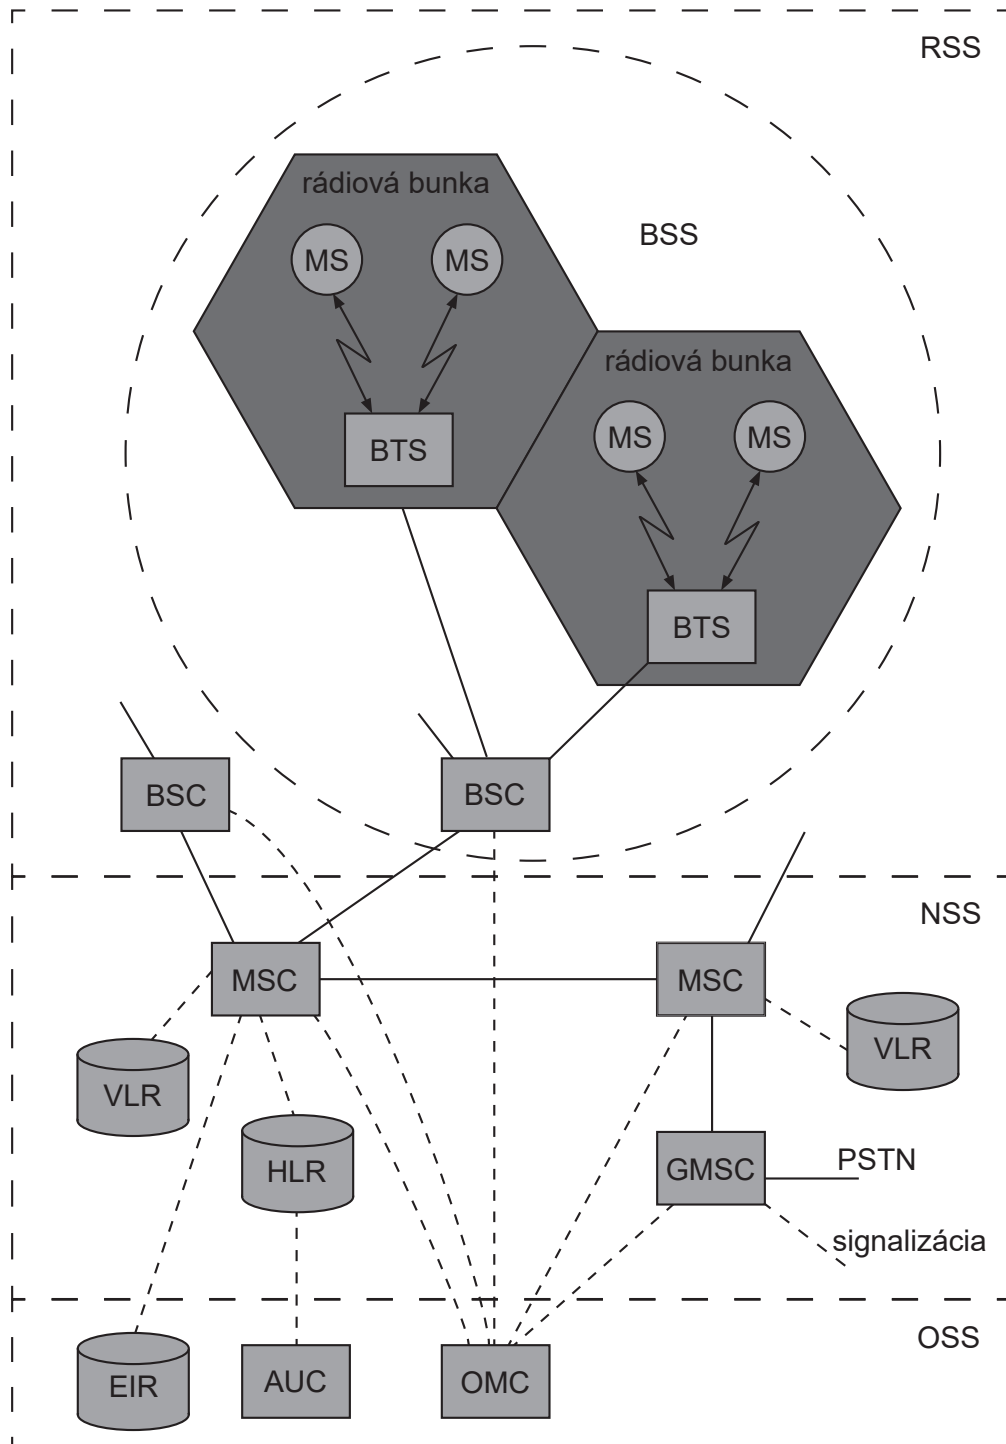 RSS
rádiová bunka
BSS
MS
MS
rádiová bunka
BTS
MS
MS
BTS
BSC
BSC
NSS
MSC
MSC
VLR
VLR
HLR
GMSC
PSTN
signalizácia
OSS
EIR
AUC
OMC